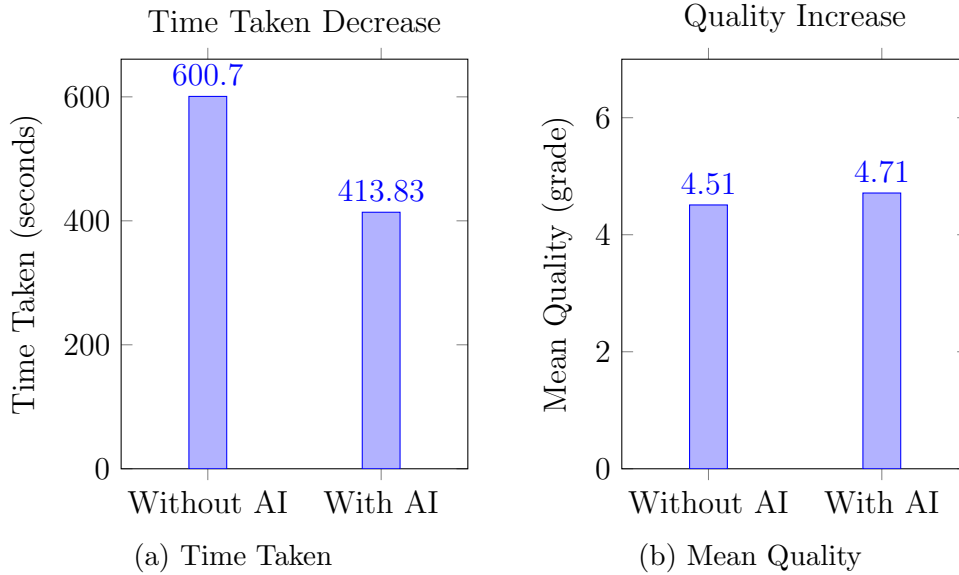 Time Taken Decrease
Time Taken (seconds)
600
400
200
0
600.7
413.83
Without AI
With AI
(a) Time Taken
Quality Increase
Mean Quality (grade)
6
4
2
0
4.51
4.71
Without AI
With AI
(b) Mean Quality